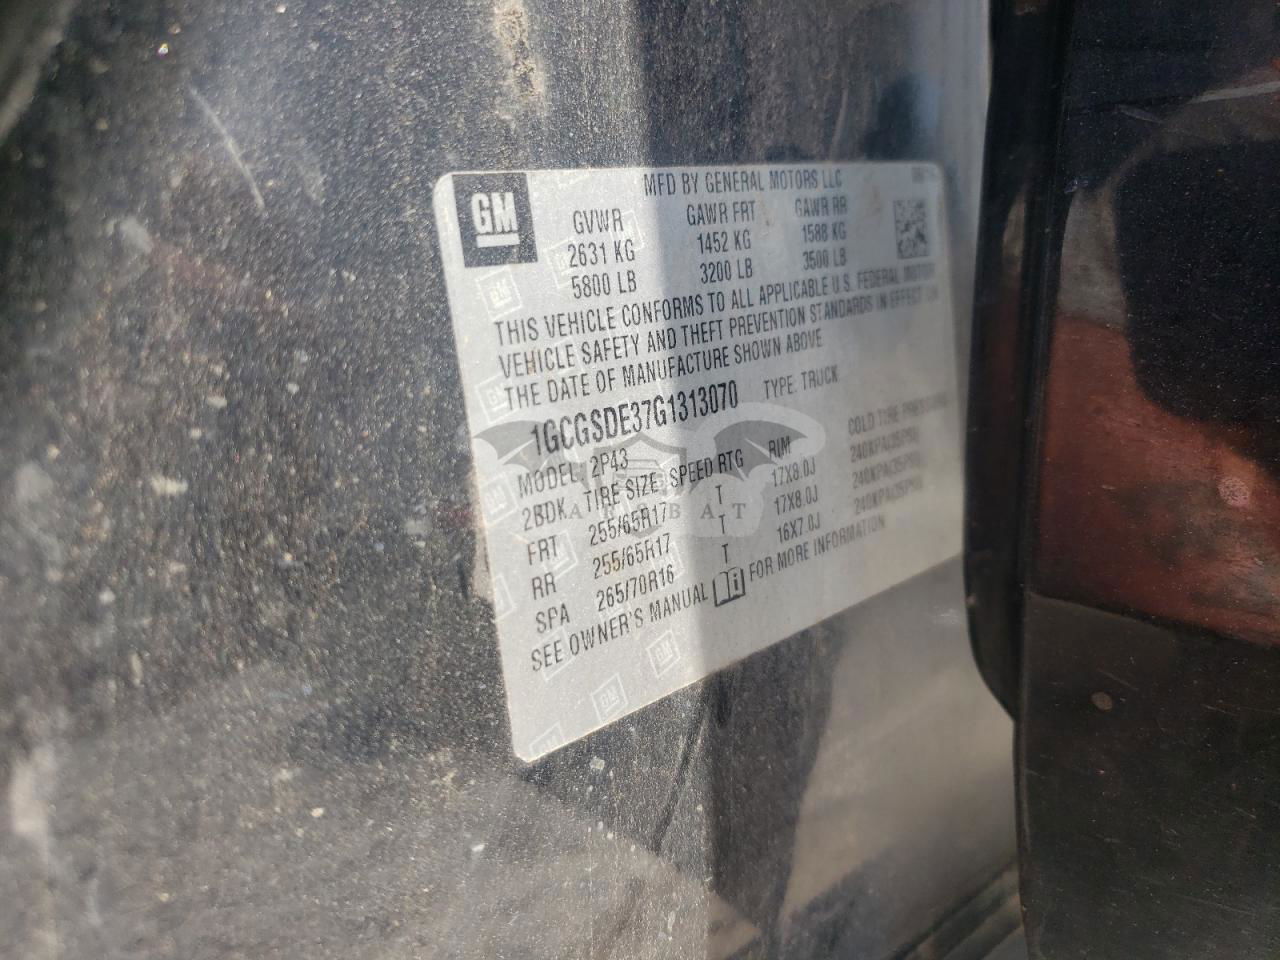 GM
MFD BY GENERAL MOTORS LLC
GVWR GAWR FRT GAWR RR
2631 KG 1452 KG 1588 KG
5800 LB 3200 LB 3500 LB
THIS VEHICLE CONFORMS TO ALL APPLICABLE U.S. FEDERAL MOTOR
VEHICLE SAFETY AND THEFT PREVENTION STANDARDS IN EFFECT ON
THE DATE OF MANUFACTURE SHOWN ABOVE
1GCGSDE37G1313070 TYPE: TRUCK
MODEL: 2P43
2BDK TIRE SIZE SPEED RTG RIM COLD TIRE PRESSURE
FRT 255/65R17 T 17X8.0J 240KPA(35PSI)
RR 255/65R17 T 17X8.0J 240KPA(35PSI)
SPA 265/70R16 T 16X7.0J 240KPA(35PSI)
SEE OWNER'S MANUAL FOR MORE INFORMATION